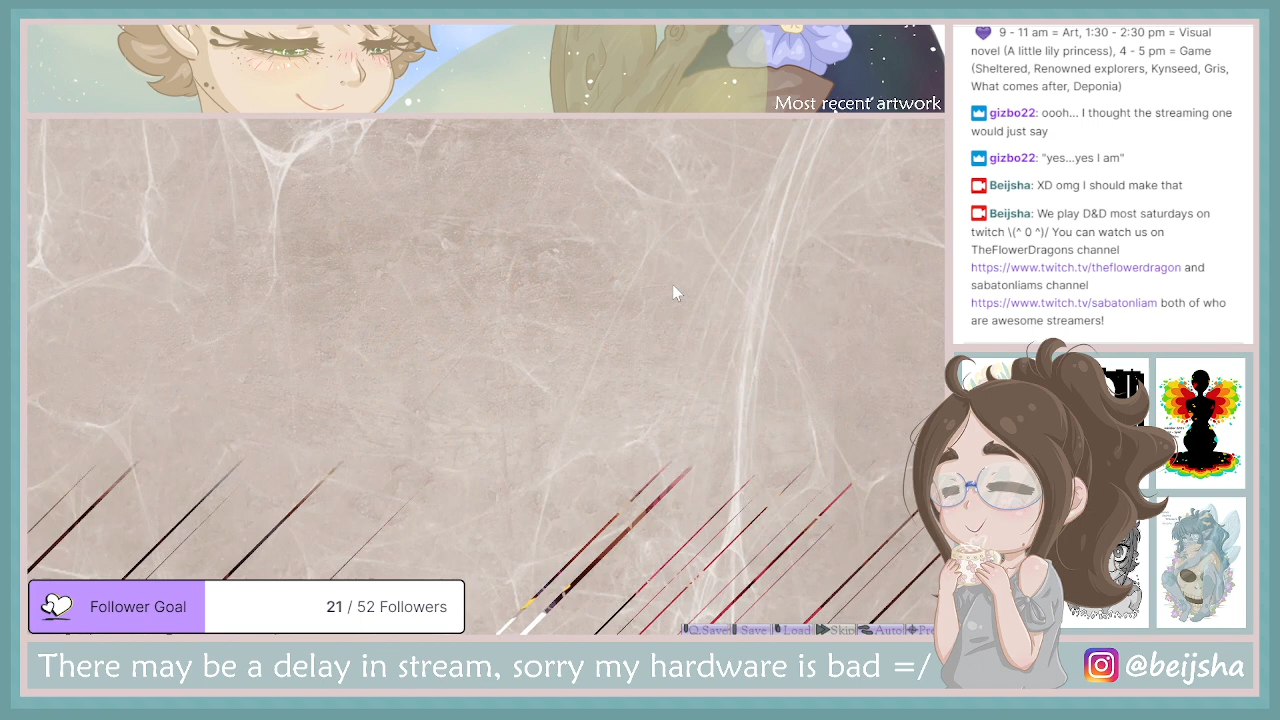 Most recent artwork
💜 9 - 11 am = Art, 1:30 - 2:30 pm = Visual
novel (A little lily princess), 4 - 5 pm = Game
(Sheltered, Renowned explorers, Kynseed, Gris,
What comes after, Deponia)
gizbo22: oooh... I thought the streaming one
would just say
gizbo22: "yes...yes I am"
Beijsha: XD omg I should make that
Beijsha: We play D&D most saturdays on
twitch \(^ 0 ^)/ You can watch us on
TheFlowerDragons channel
https://www.twitch.tv/theflowerdragon and
sabatonliams channel
https://www.twitch.tv/sabatonliam both of who
are awesome streamers!
Follower Goal 21 / 52 Followers
Q.Save Save Load Skip Auto
There may be a delay in stream, sorry my hardware is bad =/
@beijsha